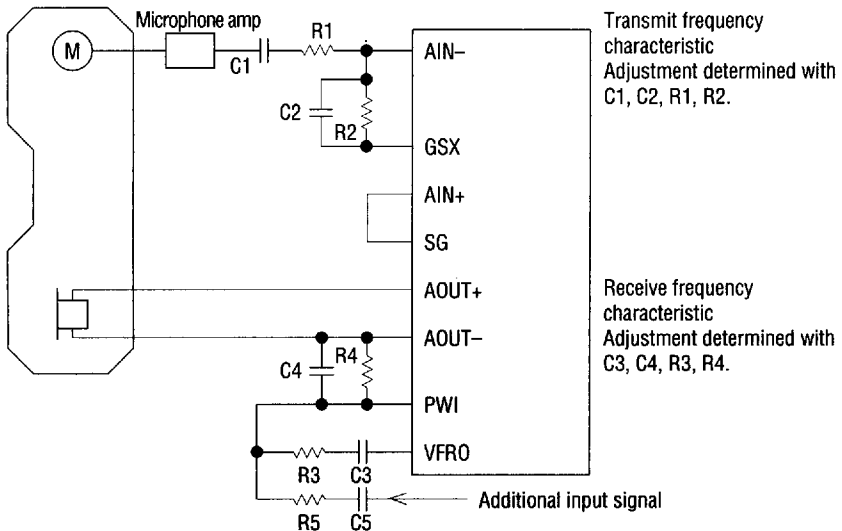 Microphone amp
M
C1
R1
C2
R2
AIN−
GSX
AIN+
SG
AOUT+
AOUT−
PWI
VFRO
C4
R4
R3
C3
R5
C5
Additional input signal
Transmit frequency
characteristic
Adjustment determined with
C1, C2, R1, R2.
Receive frequency
characteristic
Adjustment determined with
C3, C4, R3, R4.